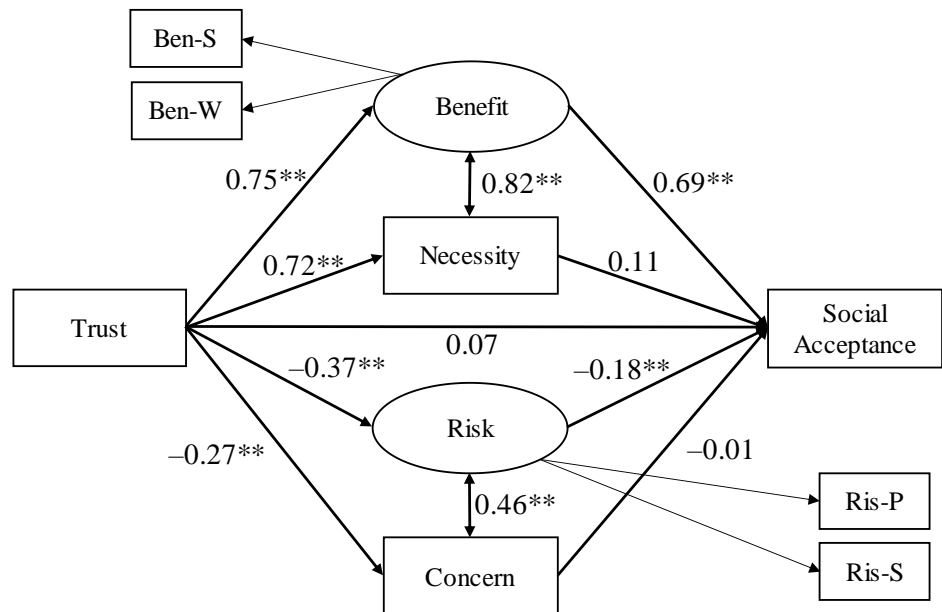 Ben-S
Ben-W
Benefit
0.75**
0.82**
0.69**
Necessity
0.72**
0.11
Trust
0.07
Social
Acceptance
–0.37**
–0.18**
Risk
–0.27**
–0.01
0.46**
Ris-P
Concern
Ris-S